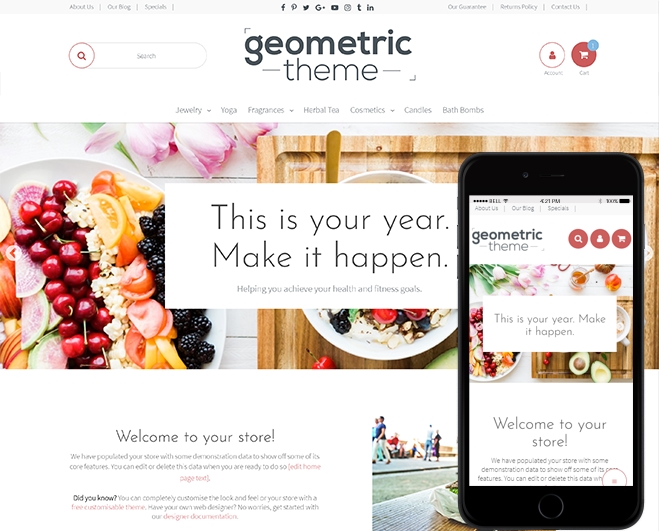 About Us | Our Blog | Specials |
Our Guarantee | Returns Policy | Contact Us |
Search
geometric
theme
1
Account
Cart
Jewelry Yoga Fragrances Herbal Tea Cosmetics Candles Bath Bombs
This is your year.
Make it happen.
Helping you achieve your health and fitness goals.
Welcome to your store!
We have populated your store with some demonstration data to show off some of its
core features. You can edit or delete this data when you are ready to do so [edit home
page text].
Did you know? You can completely customise the look and feel of your store with a
free customisable theme. Have your own web designer? No worries, get started with
our designer documentation.
BELL 4:21 PM 100%
About Us | Our Blog | Specials |
geometric
theme
This is your year. Make
it happen.
Welcome to your
store!
We have populated your store with some
demonstration data to show off some of its
features. You can edit or delete this data